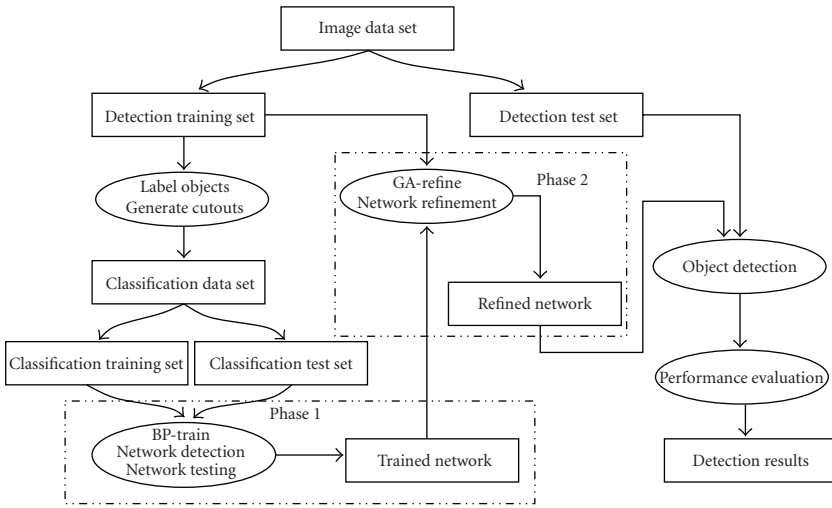 Image data set
Detection training set
Detection test set
Label objects
Generate cutouts
GA-refine
Network refinement
Phase 2
Classification data set
Object detection
Refined network
Classification training set
Classification test set
Performance evaluation
Phase 1
BP-train
Network detection
Network testing
Trained network
Detection results